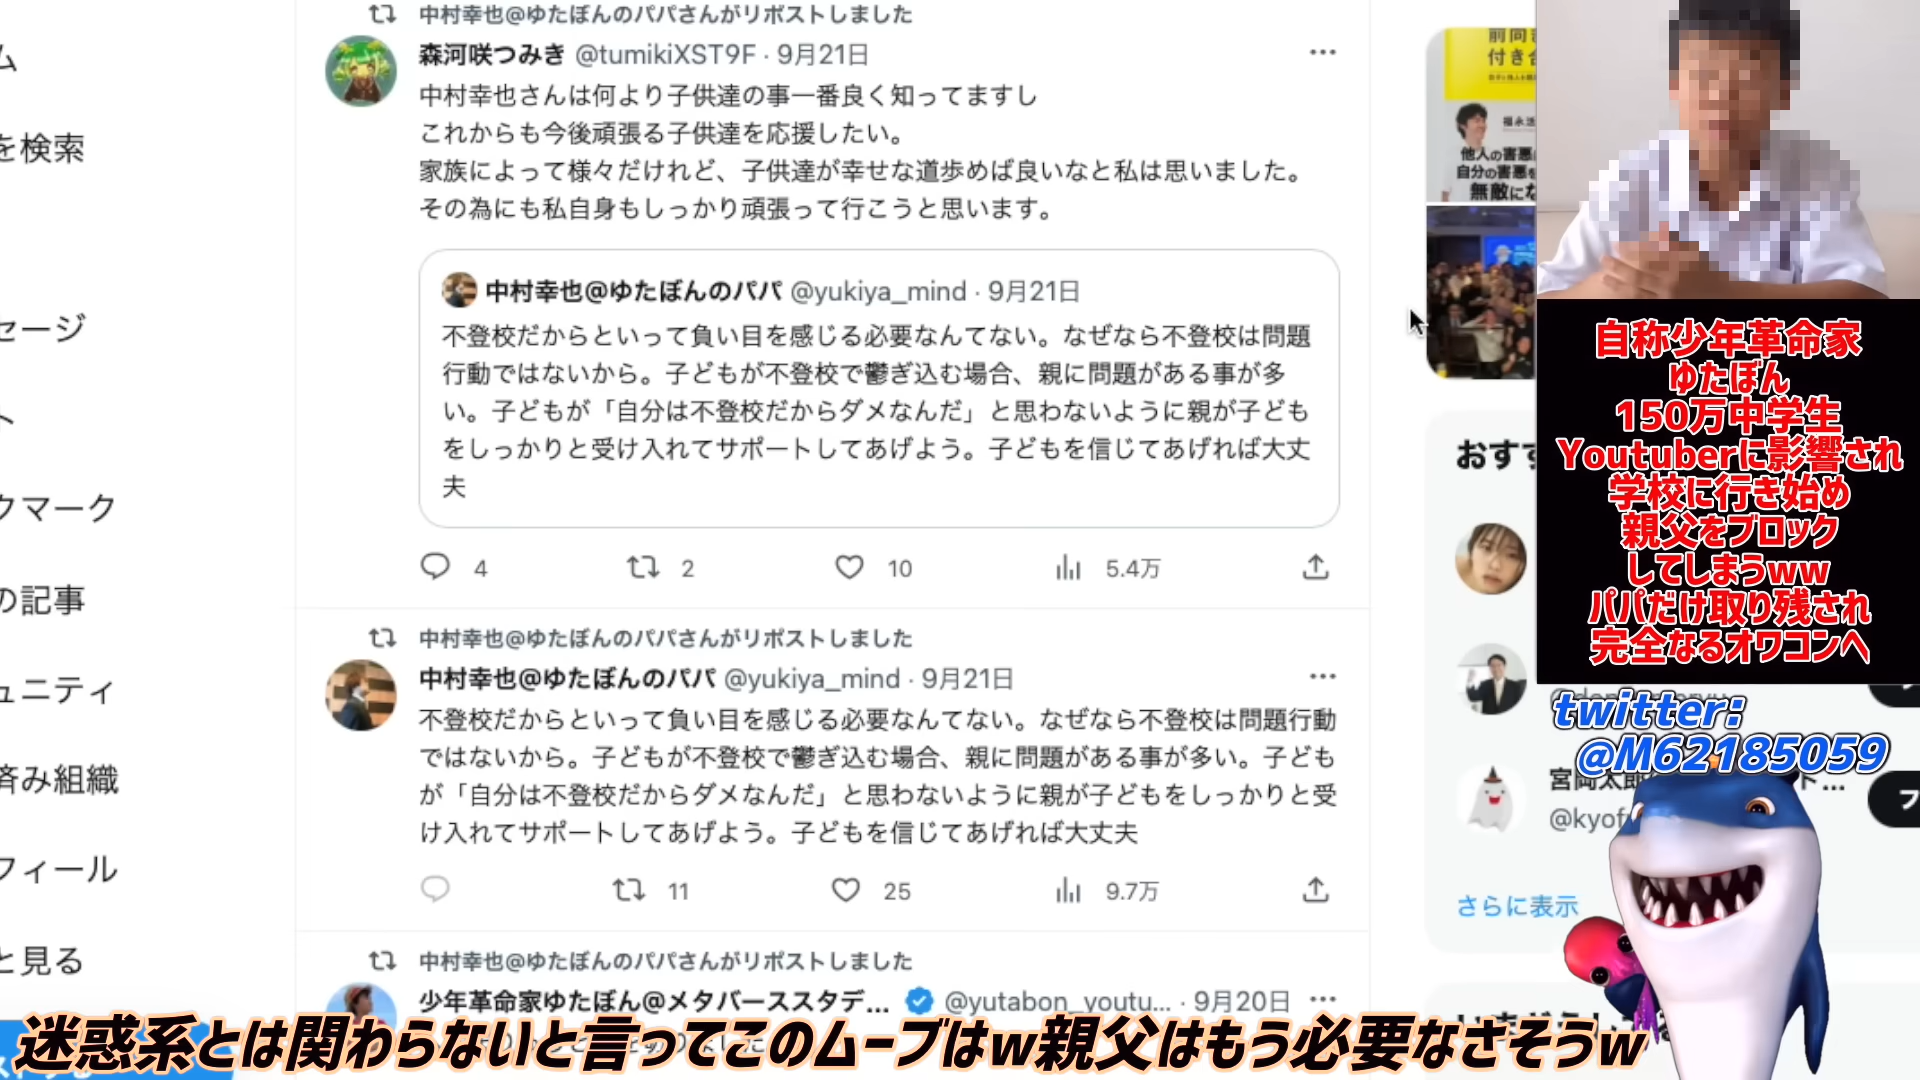 ム
を検索
セージ
ト
クマーク
の記事
ュニティ
済み組織
フィール
と見る
中村幸也@ゆたぼんのパパさんがリポストしました
森河咲つみき @tumikiXST9F · 9月21日
中村幸也さんは何より子供達の事一番良く知ってますし
これからも今後頑張る子供達を応援したい。
家族によって様々だけれど、子供達が幸せな道歩めば良いなと私は思いました。
その為にも私自身もしっかり頑張って行こうと思います。
中村幸也@ゆたぼんのパパ @yukiya_mind · 9月21日
不登校だからといって負い目を感じる必要なんてない。なぜなら不登校は問題
行動ではないから。子どもが不登校で鬱ぎ込む場合、親に問題がある事が多
い。子どもが「自分は不登校だからダメなんだ」と思わないように親が子ども
をしっかりと受け入れてサポートしてあげよう。子どもを信じてあげれば大丈
夫
4 2 10 5.4万
中村幸也@ゆたぼんのパパさんがリポストしました
中村幸也@ゆたぼんのパパ @yukiya_mind · 9月21日
不登校だからといって負い目を感じる必要なんてない。なぜなら不登校は問題行動
ではないから。子どもが不登校で鬱ぎ込む場合、親に問題がある事が多い。子ども
が「自分は不登校だからダメなんだ」と思わないように親が子どもをしっかりと受
け入れてサポートしてあげよう。子どもを信じてあげれば大丈夫
11 25 9.7万
中村幸也@ゆたぼんのパパさんがリポストしました
少年革命家ゆたぼん@メタバーススタデ... @yutabon_youtu... · 9月20日
前向き
付き合
福永活
他人の害悪
自分の害悪を
無敵にな
おすす
宮岡太郎
@kyof
フ
さらに表示
自称少年革命家
ゆたぼん
150万中学生
Youtuberに影響され
学校に行き始め
親父をブロック
してしまうww
パパだけ取り残され
完全なるオワコンへ
twitter:
@M62185059
迷惑系とは関わらないと言ってこのムーブはw親父はもう必要なさそうw